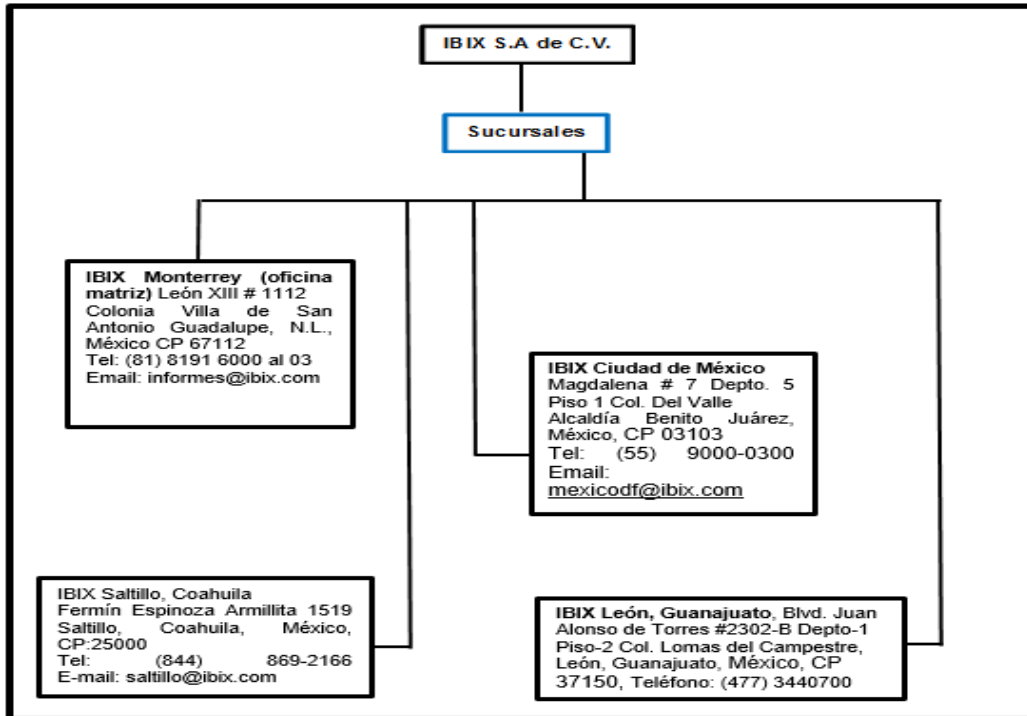 IBIX S.A de C.V.
Sucursales
IBIX Monterrey (oficina
matriz) León XIII # 1112
Colonia Villa de San
Antonio Guadalupe, N.L.,
México CP 67112
Tel: (81) 8191 6000 al 03
Email: informes@ibix.com
IBIX Ciudad de México
Magdalena # 7 Depto. 5
Piso 1 Col. Del Valle
Alcaldía Benito Juárez,
México, CP 03103
Tel: (55) 9000-0300
Email:
mexicodf@ibix.com
IBIX Saltillo, Coahuila
Fermín Espinoza Armillita 1519
Saltillo, Coahuila, México,
CP:25000
Tel: (844) 869-2166
E-mail: saltillo@ibix.com
IBIX León, Guanajuato, Blvd. Juan
Alonso de Torres #2302-B Depto-1
Piso-2 Col. Lomas del Campestre,
León, Guanajuato, México, CP
37150, Teléfono: (477) 3440700